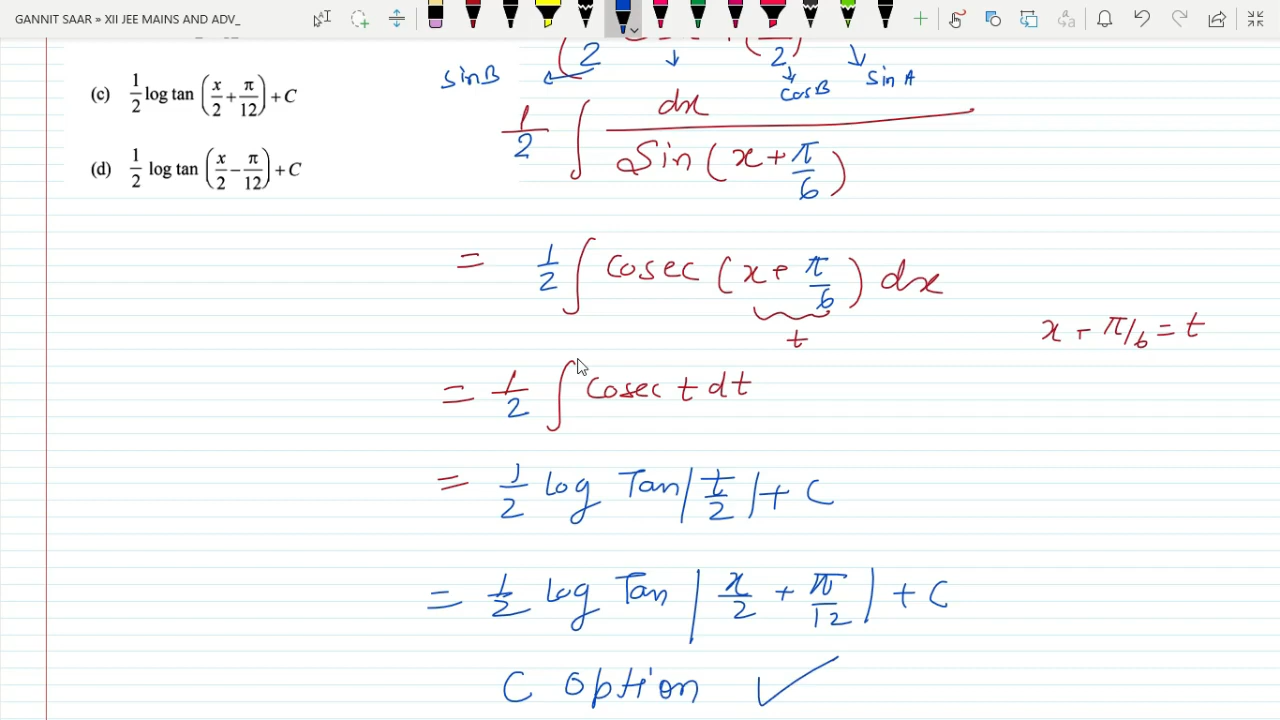 GANNIT SAAR » XII JEE MAINS AND ADV_
(c) 1/2 log tan (x/2 + π/12) + C
(d) 1/2 log tan (x/2 − π/12) + C
2 2
sin B cos B sin A
1/2 ∫ dx / Sin (x + π/6)
= 1/2 ∫ cosec (x + π/6) dx
t
x + π/6 = t
= 1/2 ∫ cosec t dt
= 1/2 log Tan |t/2| + C
= 1/2 log Tan |x/2 + π/12| + C
C option ✓